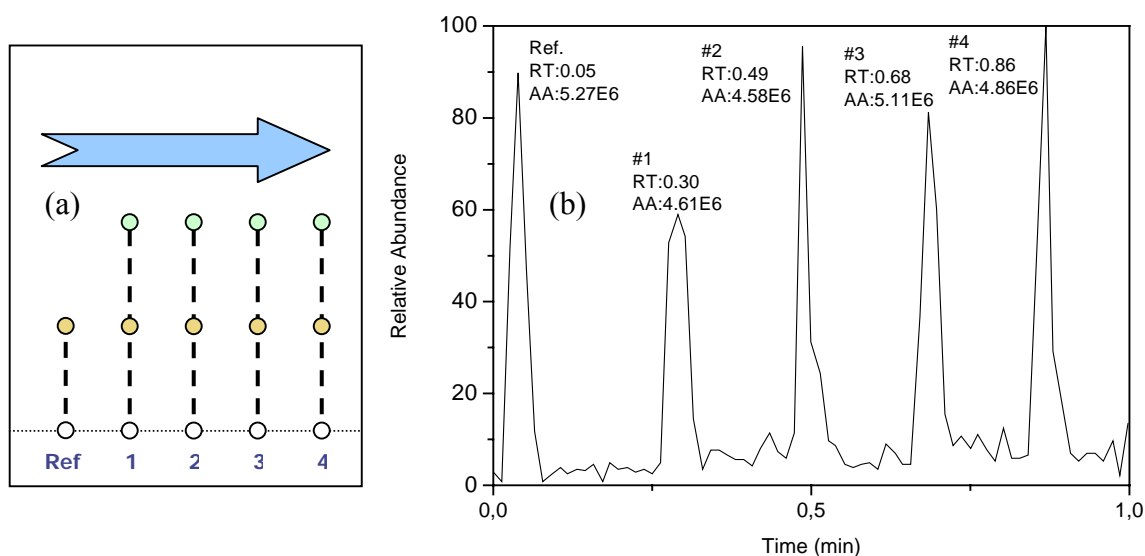 (a)
Ref 1 2 3 4
(b)
Relative Abundance
100
80
60
40
20
0
Ref.
RT:0.05
AA:5.27E6
#1
RT:0.30
AA:4.61E6
#2
RT:0.49
AA:4.58E6
#3
RT:0.68
AA:5.11E6
#4
RT:0.86
AA:4.86E6
0,0 0,5 1,0
Time (min)